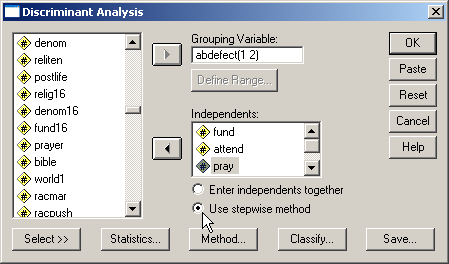 Discriminant Analysis
denom
reliten
postlife
relig16
denom16
fund16
prayer
bible
world1
racmar
racpush
Grouping Variable:
abdefect(1 2)
Define Range...
Independents:
fund
attend
pray
Enter independents together
Use stepwise method
OK
Paste
Reset
Cancel
Help
Select >>
Statistics...
Method...
Classify...
Save...